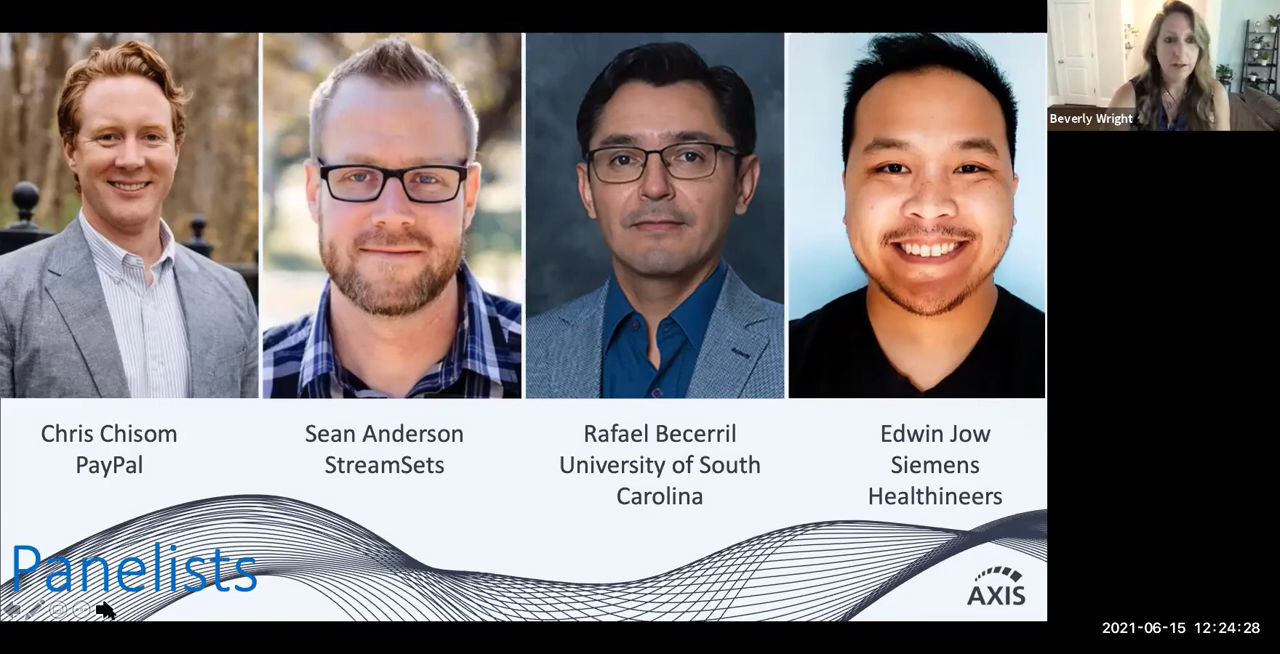 Beverly Wright
Chris Chisom
PayPal
Sean Anderson
StreamSets
Rafael Becerril
University of South
Carolina
Edwin Jow
Siemens
Healthineers
Panelists
AXIS
2021-06-15 12:24:28